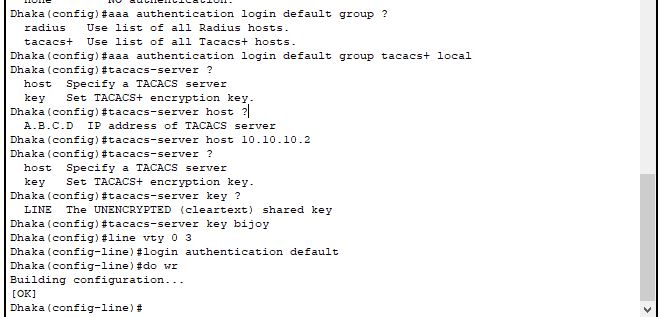 none No authentication.
Dhaka(config)#aaa authentication login default group ?
radius Use list of all Radius hosts.
tacacs+ Use list of all Tacacs+ hosts.
Dhaka(config)#aaa authentication login default group tacacs+ local
Dhaka(config)#tacacs-server ?
host Specify a TACACS server
key Set TACACS+ encryption key.
Dhaka(config)#tacacs-server host ?
A.B.C.D IP address of TACACS server
Dhaka(config)#tacacs-server host 10.10.10.2
Dhaka(config)#tacacs-server ?
host Specify a TACACS server
key Set TACACS+ encryption key.
Dhaka(config)#tacacs-server key ?
LINE The UNENCRYPTED (cleartext) shared key
Dhaka(config)#tacacs-server key bijoy
Dhaka(config)#line vty 0 3
Dhaka(config-line)#login authentication default
Dhaka(config-line)#do wr
Building configuration...
[OK]
Dhaka(config-line)#